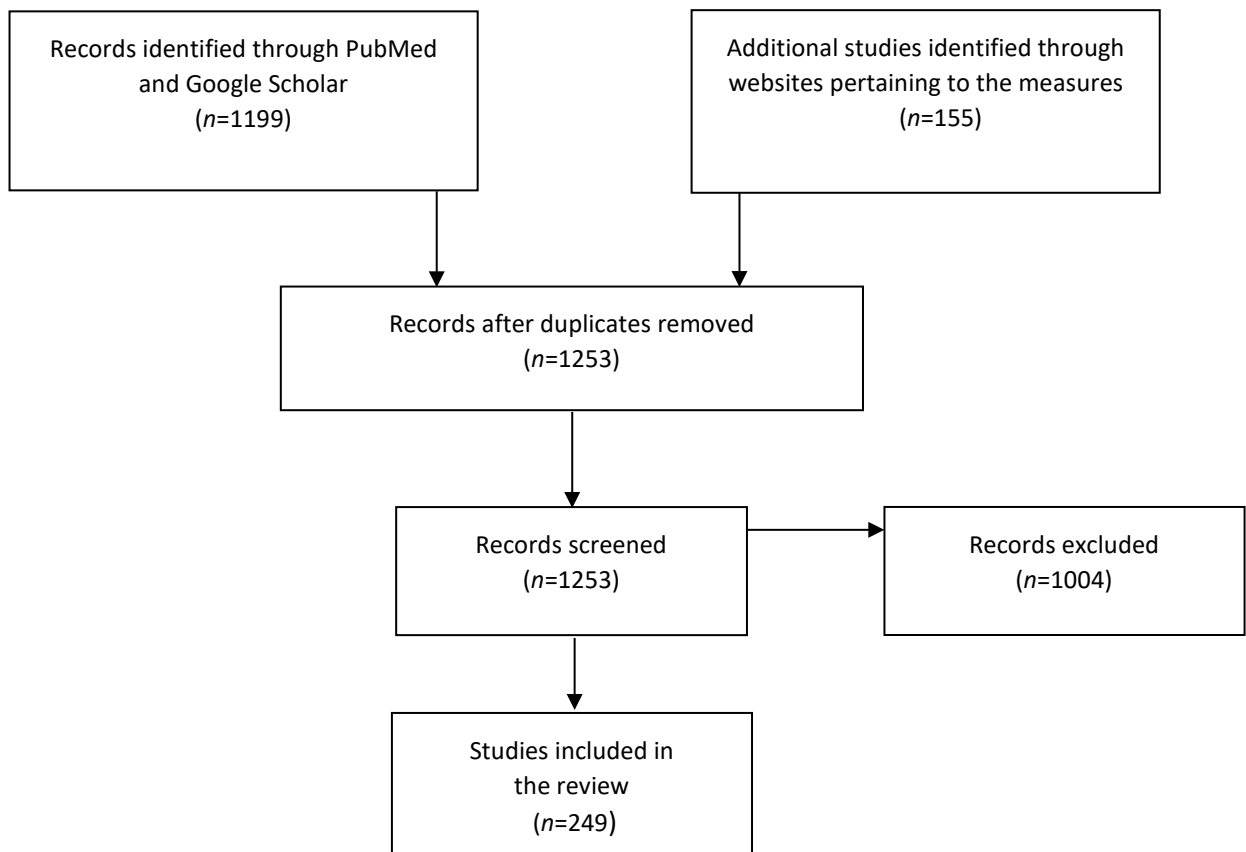 Records identified through PubMed
and Google Scholar
(n=1199)
Additional studies identified through
websites pertaining to the measures
(n=155)
Records after duplicates removed
(n=1253)
Records screened
(n=1253)
Records excluded
(n=1004)
Studies included in
the review
(n=249)